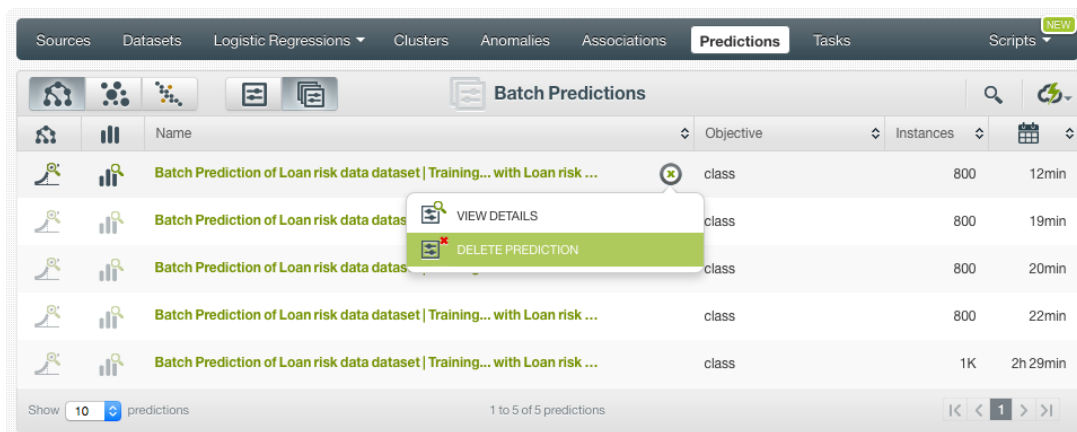 NEW
Sources Datasets Logistic Regressions Clusters Anomalies Associations Predictions Tasks Scripts
Batch Predictions
Name Objective Instances
Batch Prediction of Loan risk data dataset | Training... with Loan risk ... class 800 12min
VIEW DETAILS
Batch Prediction of Loan risk data dataset class 800 19min
DELETE PREDICTION
Batch Prediction of Loan risk data datas class 800 20min
Batch Prediction of Loan risk data dataset | Training... with Loan risk ... class 800 22min
Batch Prediction of Loan risk data dataset | Training... with Loan risk ... class 1K 2h 29min
Show 10 predictions 1 to 5 of 5 predictions 1